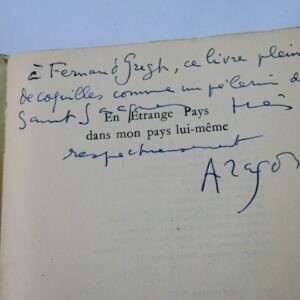 à Fernand Gregh, ce livre plein
de coquilles comme un pèlerin de
Saint Jacques très
En Étrange Pays
dans mon pays lui-même
respectueusement
Aragon